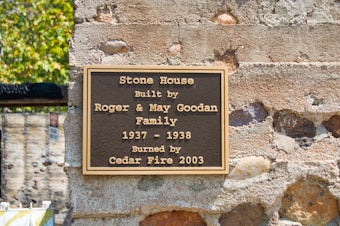 Stone House
Built by
Roger & May Goodan
Family
1937 - 1938
Burned by
Cedar Fire 2003